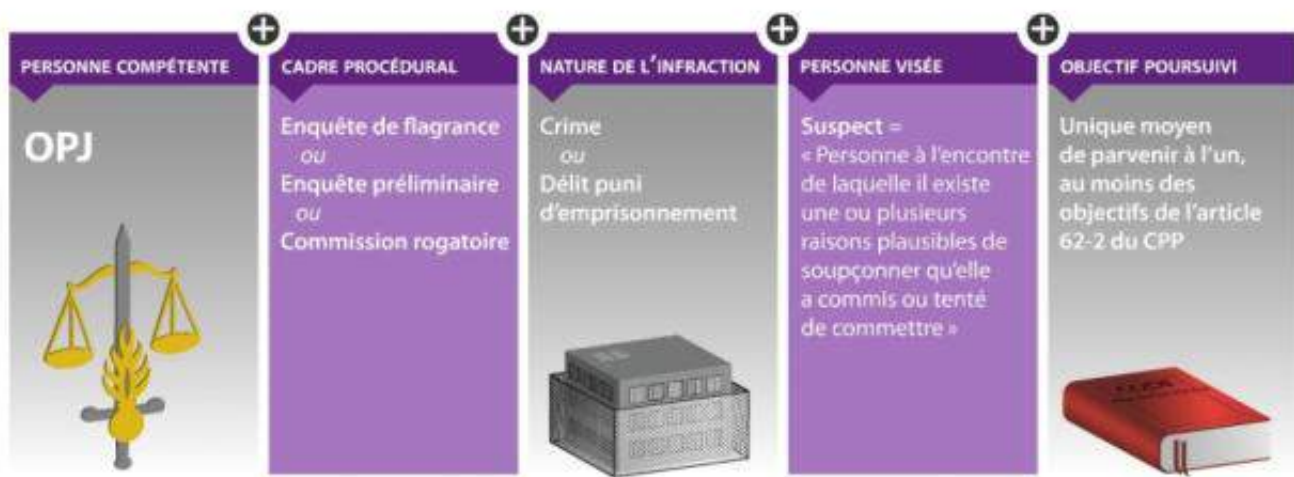 PERSONNE COMPÉTENTE
OPJ
CADRE PROCÉDURAL
Enquête de flagrance
ou
Enquête préliminaire
ou
Commission rogatoire
NATURE DE L'INFRACTION
Crime
ou
Délit puni
d'emprisonnement
PERSONNE VISÉE
Suspect =
« Personne à l'encontre
de laquelle il existe
une ou plusieurs
raisons plausibles de
soupçonner qu'elle
a commis ou tenté
de commettre »
OBJECTIF POURSUIVI
Unique moyen
de parvenir à l'un,
au moins des
objectifs de l'article
62-2 du CPP
CODE